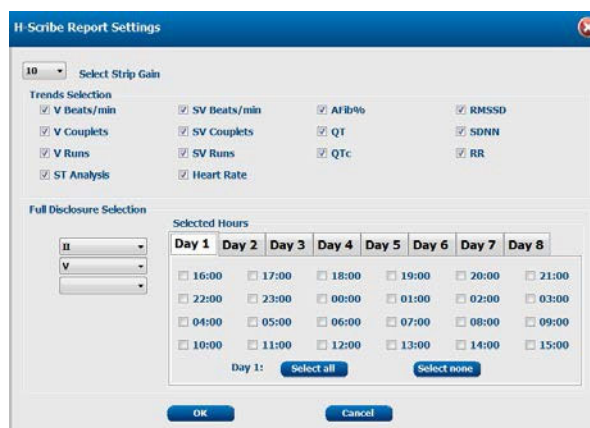 H-Scribe Report Settings
10 Select Strip Gain
Trends Selection
V Beats/min SV Beats/min AFib% RMSSD
V Couplets SV Couplets QT SDNN
V Runs SV Runs QTc RR
ST Analysis Heart Rate
Full Disclosure Selection
Selected Hours
II
V
Day 1 Day 2 Day 3 Day 4 Day 5 Day 6 Day 7 Day 8
16:00 17:00 18:00 19:00 20:00 21:00
22:00 23:00 00:00 01:00 02:00 03:00
04:00 05:00 06:00 07:00 08:00 09:00
10:00 11:00 12:00 13:00 14:00 15:00
Day 1: Select all Select none
OK Cancel